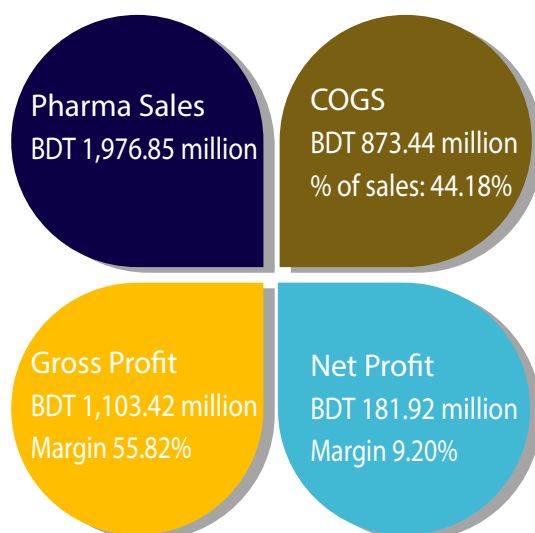 Pharma Sales
BDT 1,976.85 million
COGS
BDT 873.44 million
% of sales: 44.18%
Gross Profit
BDT 1,103.42 million
Margin 55.82%
Net Profit
BDT 181.92 million
Margin 9.20%